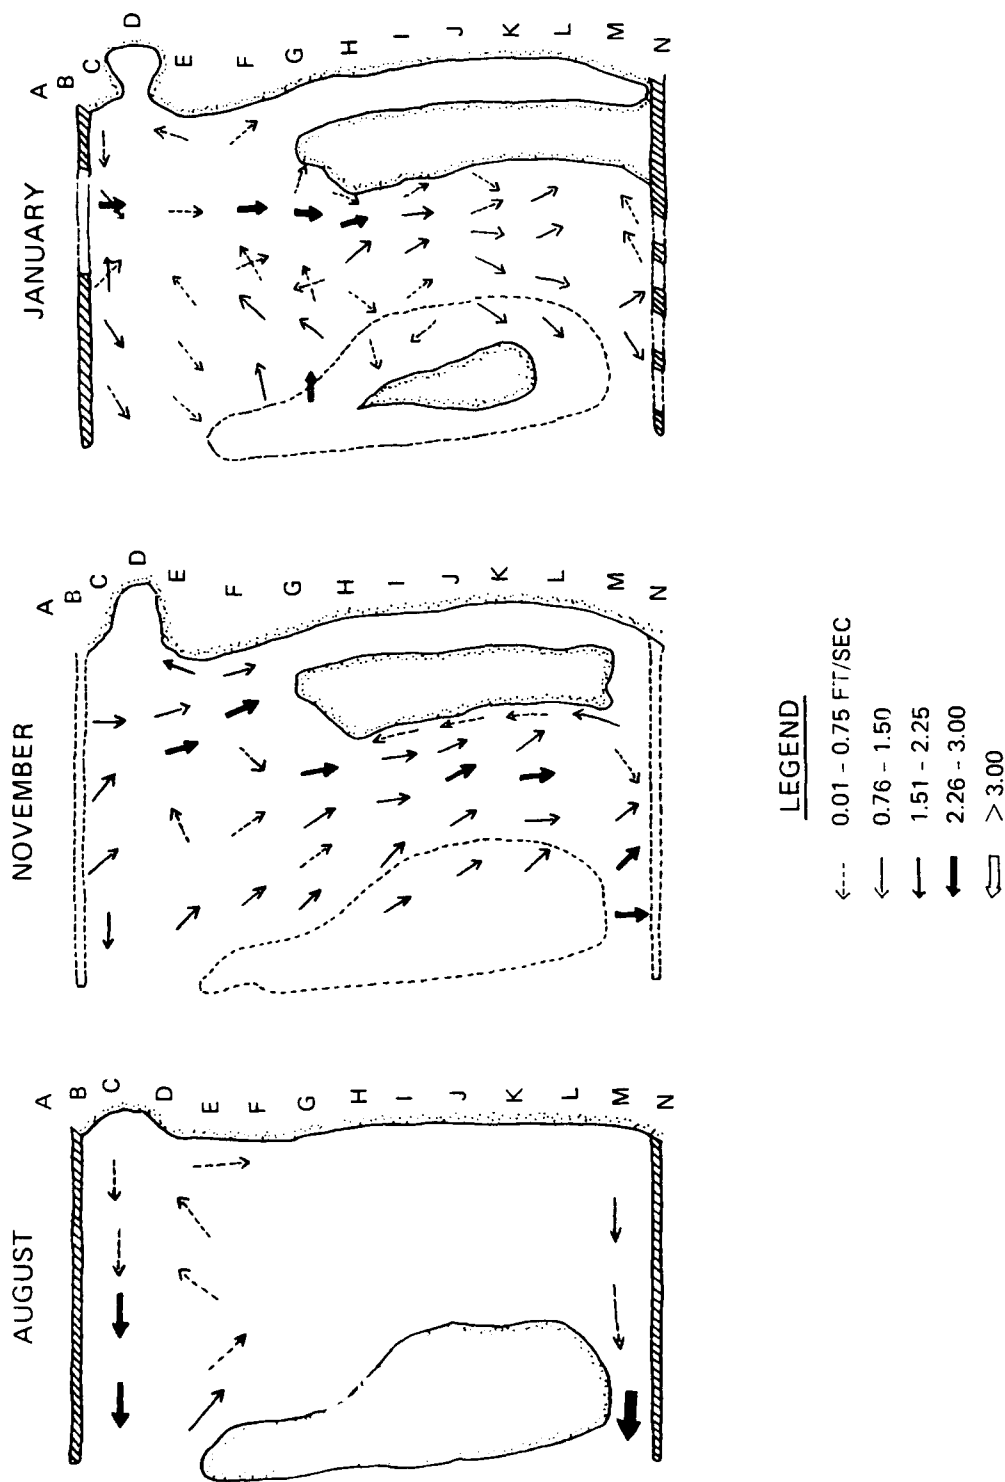 AUGUST
A
B
C
D
E
F
G
H
I
J
K
L
M
N
NOVEMBER
A
B
C
D
E
F
G
H
I
J
K
L
M
N
JANUARY
A
B
C
D
E
F
G
H
I
J
K
L
M
N
LEGEND
0.01 - 0.75 FT/SEC
0.76 - 1.50
1.51 - 2.25
2.26 - 3.00
> 3.00